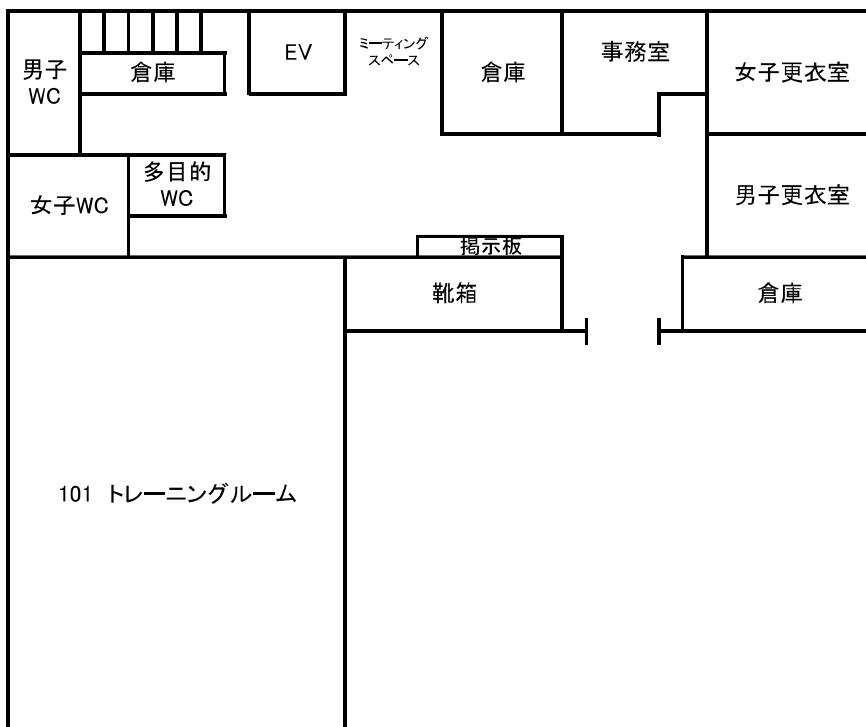 男子
WC
倉庫
EV
ミーティング
スペース
倉庫
事務室
女子更衣室
女子WC
多目的
WC
男子更衣室
掲示板
靴箱
倉庫
101 トレーニングルーム